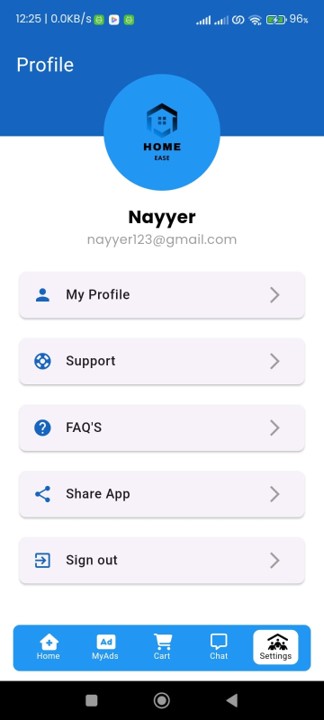 12:25 | 0.0KB/s 96%
Profile
HOME
EASE
Nayyer
nayyer123@gmail.com
My Profile
Support
FAQ'S
Share App
Sign out
Ad
Home MyAds Cart Chat Settings